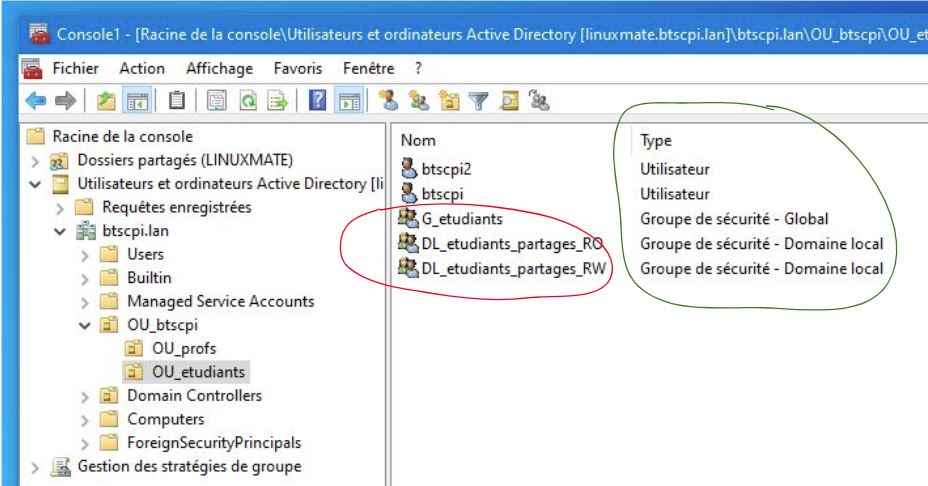 Console1 - [Racine de la console\Utilisateurs et ordinateurs Active Directory [linuxmate.btscpi.lan]\btscpi.lan\OU_btscpi\OU_et
Fichier Action Affichage Favoris Fenêtre ?
Racine de la console
Dossiers partagés (LINUXMATE)
Utilisateurs et ordinateurs Active Directory [li
Requêtes enregistrées
btscpi.lan
Users
Builtin
Managed Service Accounts
OU_btscpi
OU_profs
OU_etudiants
Domain Controllers
Computers
ForeignSecurityPrincipals
Gestion des stratégies de groupe
Nom Type
btscpi2 Utilisateur
btscpi Utilisateur
G_etudiants Groupe de sécurité - Global
DL_etudiants_partages_RO Groupe de sécurité - Domaine local
DL_etudiants_partages_RW Groupe de sécurité - Domaine local